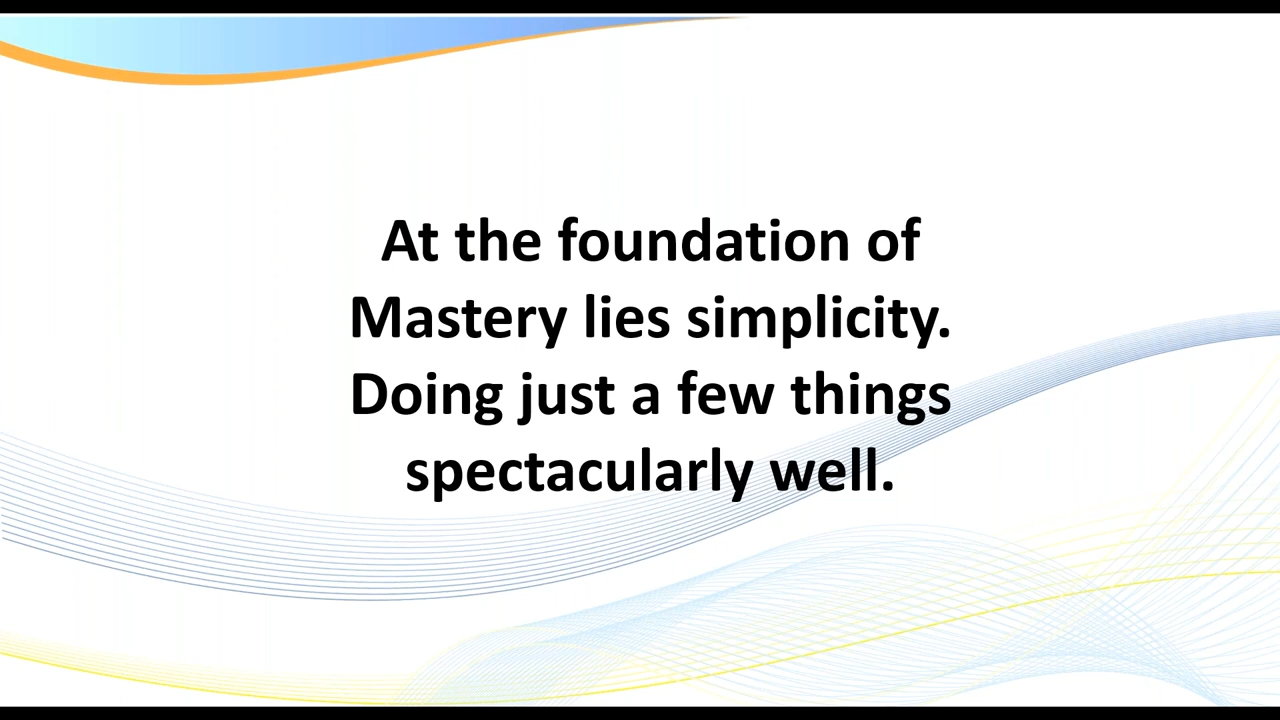 At the foundation of
Mastery lies simplicity.
Doing just a few things
spectacularly well.